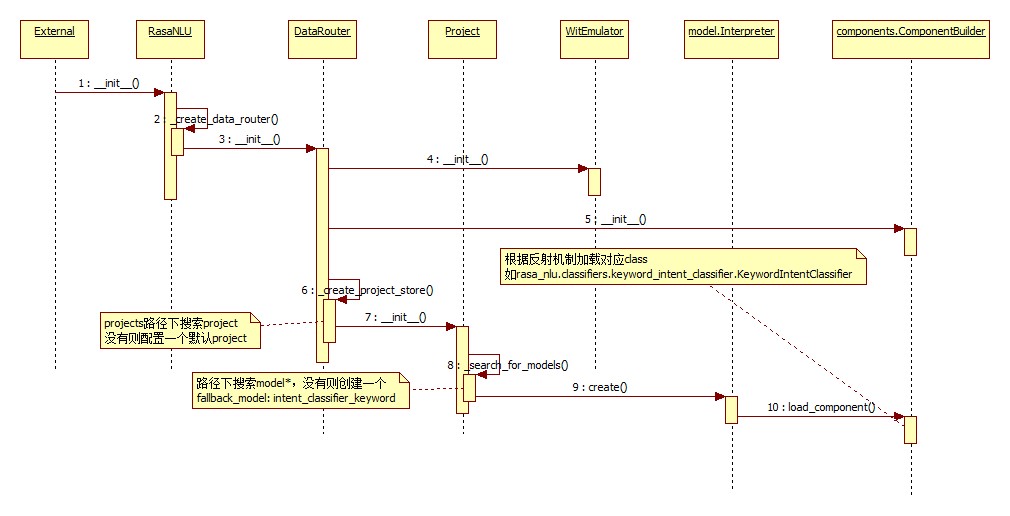 External
RasaNLU
DataRouter
Project
WitEmulator
model.Interpreter
components.ComponentBuilder
1 : __init__()
2 : _create_data_router()
3 : __init__()
4 : __init__()
5 : __init__()
根据反射机制加载对应class
如rasa_nlu.classifiers.keyword_intent_classifier.KeywordIntentClassifier
6 : _create_project_store()
projects路径下搜索project
没有则配置一个默认project
7 : __init__()
8 : _search_for_models()
路径下搜索model*，没有则创建一个
fallback_model: intent_classifier_keyword
9 : create()
10 : load_component()